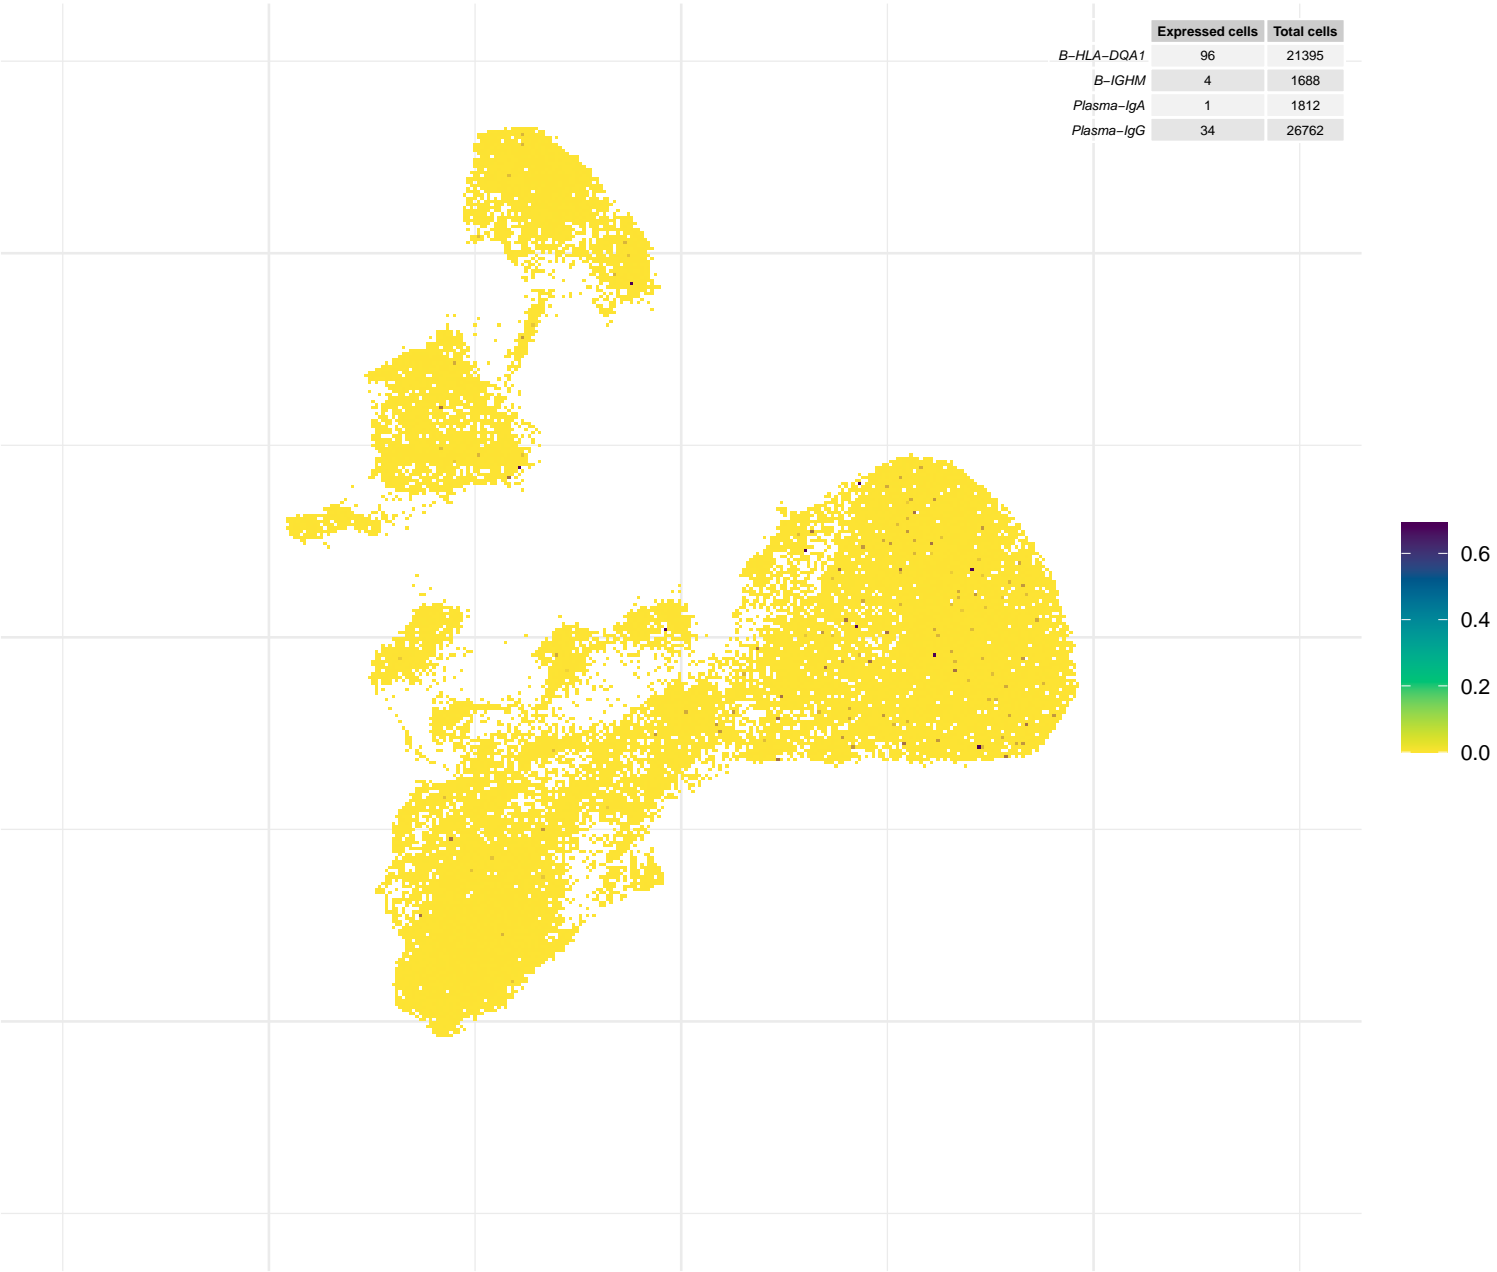 Expressed cells Total cells
B−HLA−DQA1 96 21395
B−IGHM 4 1688
Plasma−IgA 1 1812
Plasma−IgG 34 26762
0.6
0.4
0.2
0.0